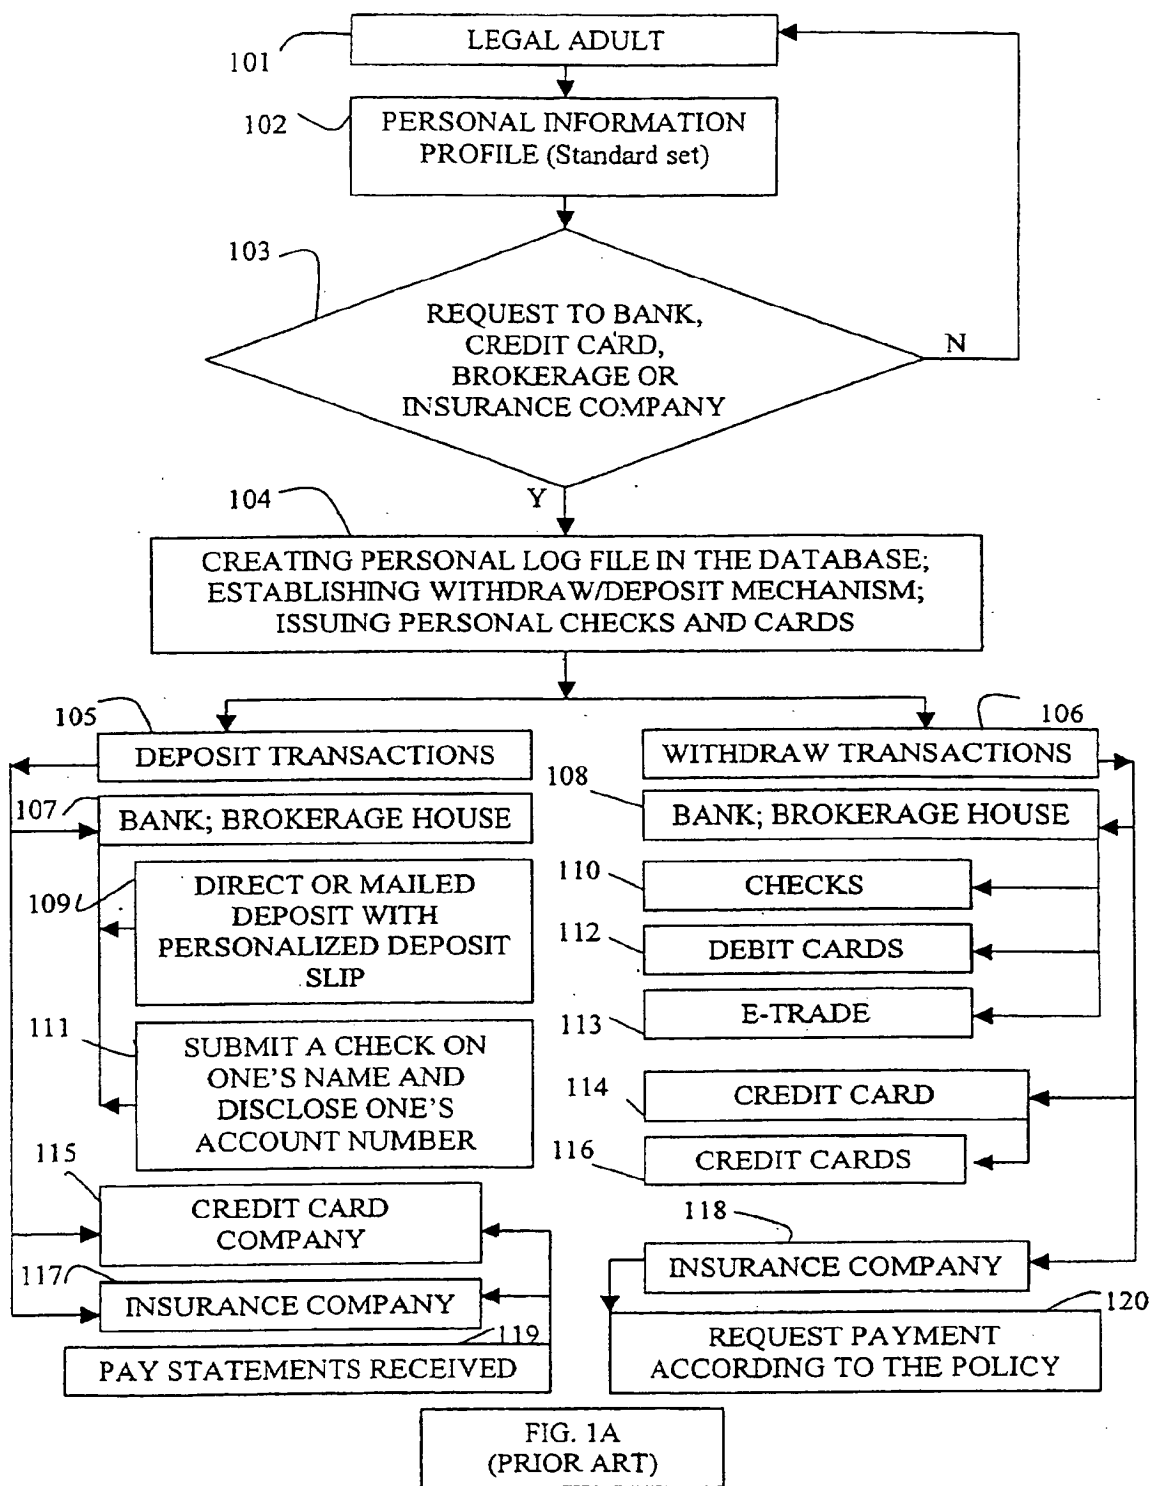 LEGAL ADULT
101
102
PERSONAL INFORMATION
PROFILE (Standard set)
103
REQUEST TO BANK,
CREDIT CARD,
BROKERAGE OR
INSURANCE COMPANY
N
Y
104
CREATING PERSONAL LOG FILE IN THE DATABASE;
ESTABLISHING WITHDRAW/DEPOSIT MECHANISM;
ISSUING PERSONAL CHECKS AND CARDS
105
DEPOSIT TRANSACTIONS
107
BANK; BROKERAGE HOUSE
109
DIRECT OR MAILED
DEPOSIT WITH
PERSONALIZED DEPOSIT
SLIP
111
SUBMIT A CHECK ON
ONE'S NAME AND
DISCLOSE ONE'S
ACCOUNT NUMBER
115
CREDIT CARD
COMPANY
117
INSURANCE COMPANY
119
PAY STATEMENTS RECEIVED
106
WITHDRAW TRANSACTIONS
108
BANK; BROKERAGE HOUSE
110
CHECKS
112
DEBIT CARDS
113
E-TRADE
114
CREDIT CARD
116
CREDIT CARDS
118
INSURANCE COMPANY
120
REQUEST PAYMENT
ACCORDING TO THE POLICY
FIG. 1A
(PRIOR ART)